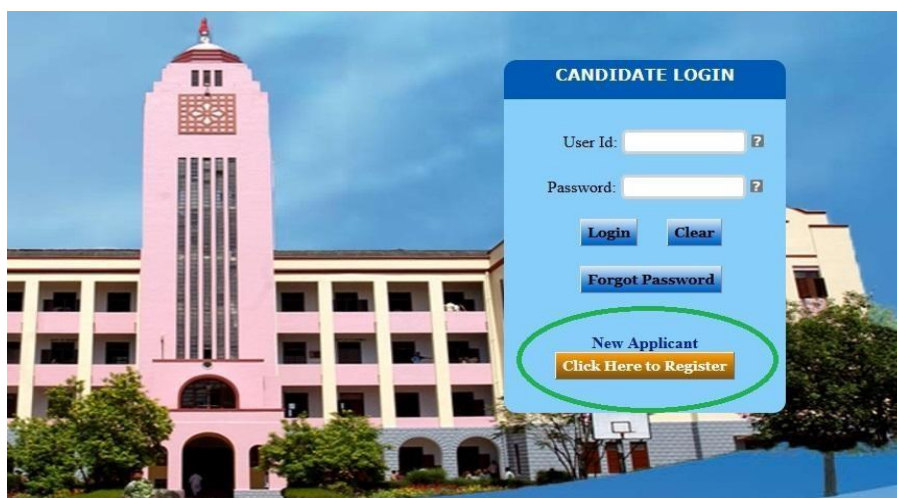 CANDIDATE LOGIN
User Id: ?
Password: ?
Login Clear
Forgot Password
New Applicant
Click Here to Register